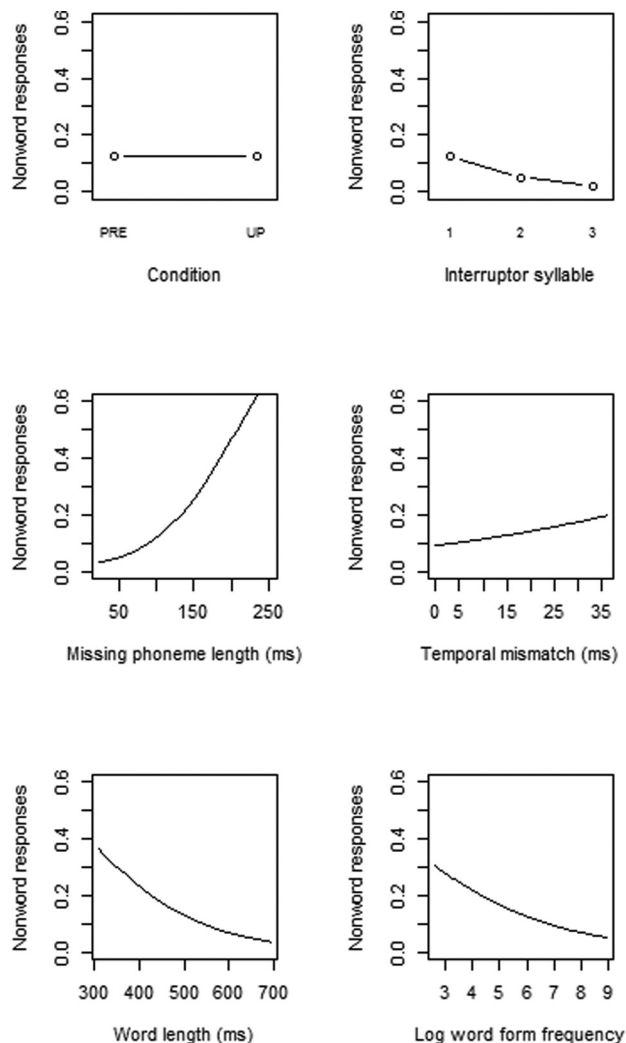 Nonword responses
0.0 0.2 0.4 0.6
PRE UP
Condition
Nonword responses
0.0 0.2 0.4 0.6
1 2 3
Interruptor syllable
Nonword responses
0.0 0.2 0.4 0.6
50 150 250
Missing phoneme length (ms)
Nonword responses
0.0 0.2 0.4 0.6
0 5 15 25 35
Temporal mismatch (ms)
Nonword responses
0.0 0.2 0.4 0.6
300 400 500 600 700
Word length (ms)
Nonword responses
0.0 0.2 0.4 0.6
3 4 5 6 7 8 9
Log word form frequency